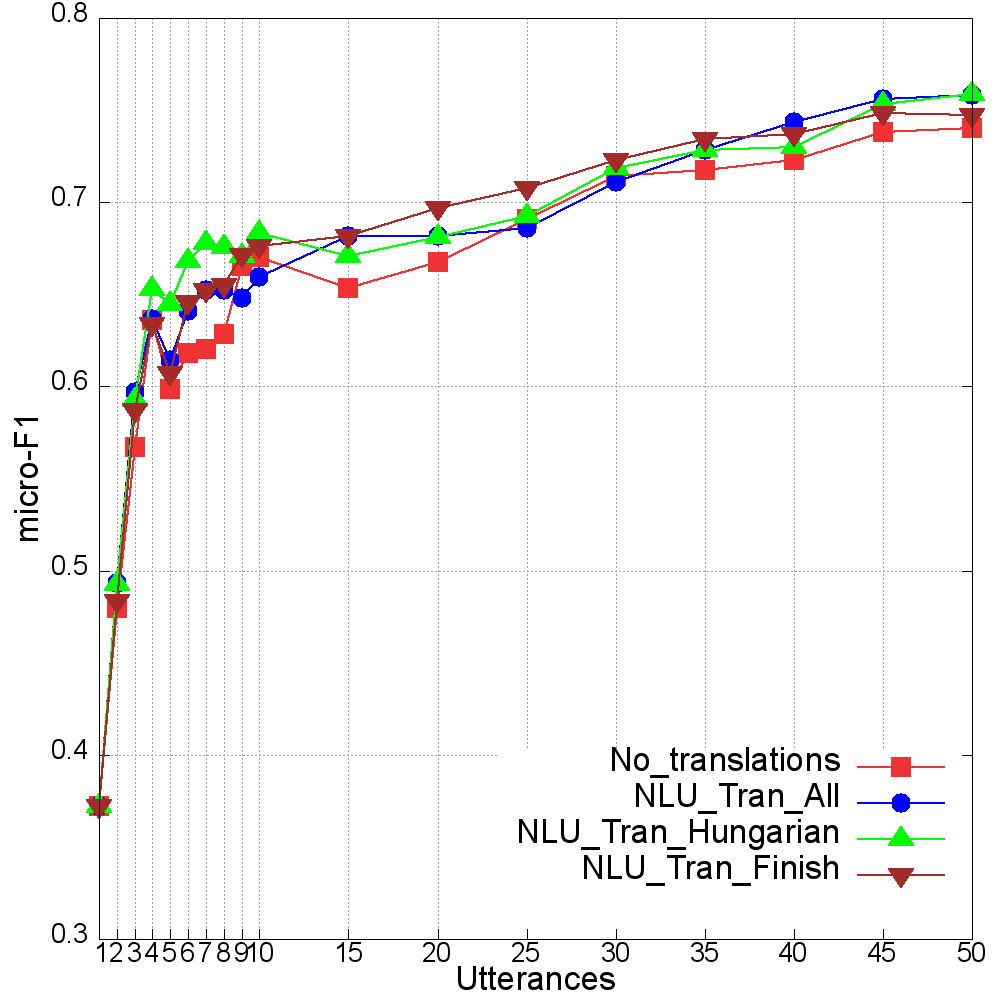 0.8
0.7
0.6
0.5
0.4
0.3
micro-F1
No_translations
NLU_Tran_All
NLU_Tran_Hungarian
NLU_Tran_Finish
1 2 3 4 5 6 7 8 9 10 15 20 25 30 35 40 45 50
Utterances